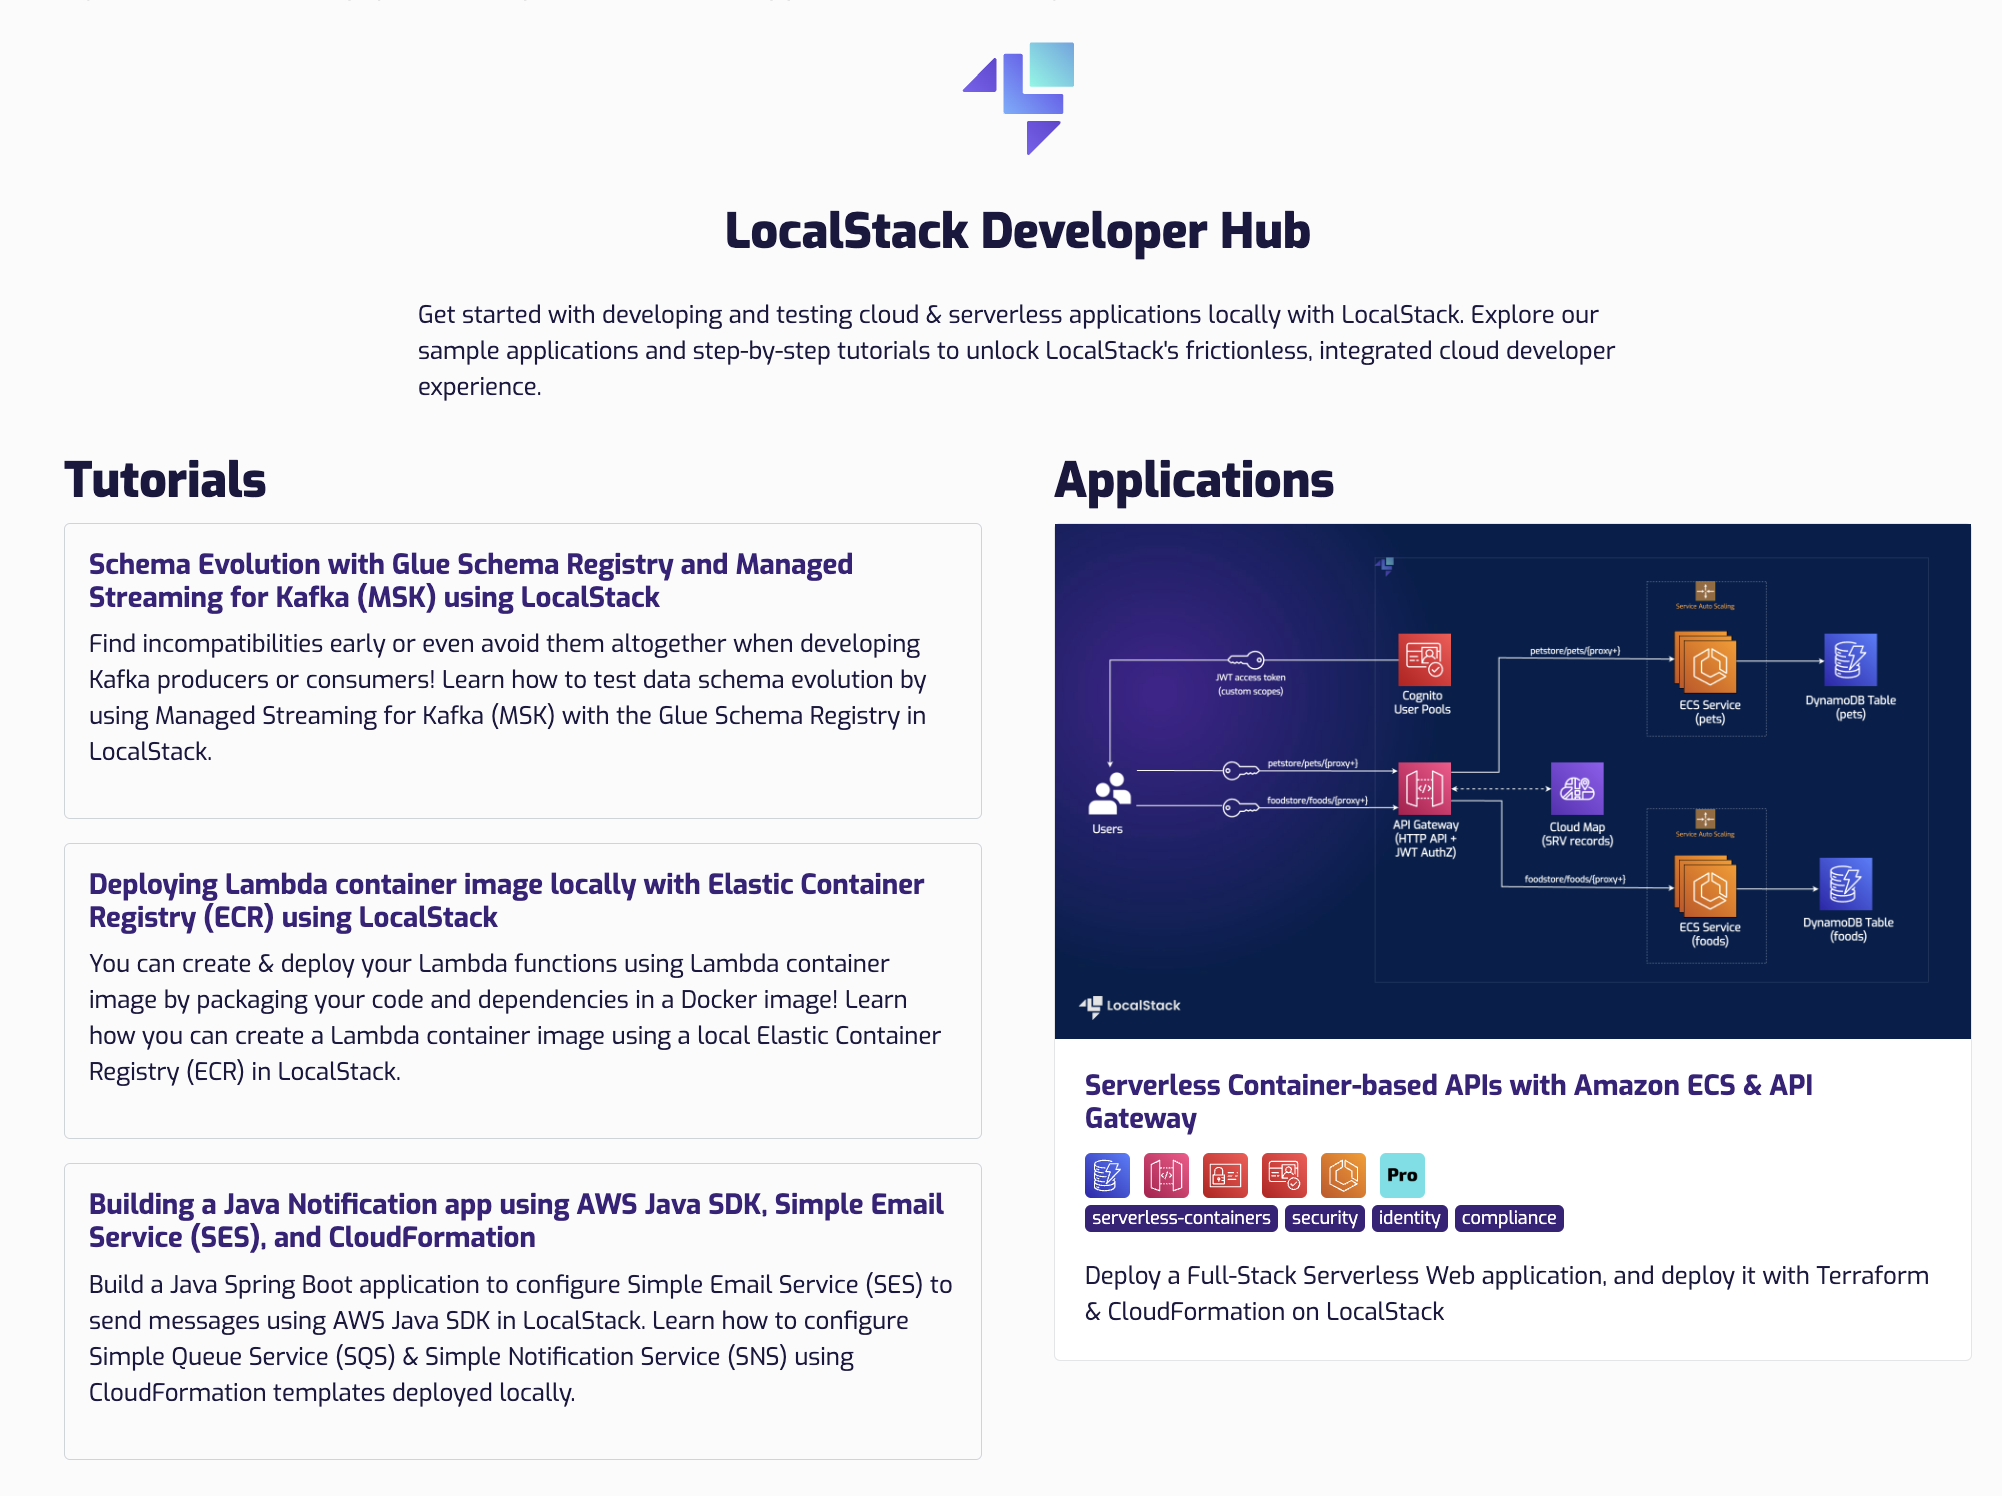 LocalStack Developer Hub
Get started with developing and testing cloud & serverless applications locally with LocalStack. Explore our
sample applications and step-by-step tutorials to unlock LocalStack's frictionless, integrated cloud developer
experience.
Tutorials
Schema Evolution with Glue Schema Registry and Managed
Streaming for Kafka (MSK) using LocalStack
Find incompatibilities early or even avoid them altogether when developing
Kafka producers or consumers! Learn how to test data schema evolution by
using Managed Streaming for Kafka (MSK) with the Glue Schema Registry in
LocalStack.
Deploying Lambda container image locally with Elastic Container
Registry (ECR) using LocalStack
You can create & deploy your Lambda functions using Lambda container
image by packaging your code and dependencies in a Docker image! Learn
how you can create a Lambda container image using a local Elastic Container
Registry (ECR) in LocalStack.
Building a Java Notification app using AWS Java SDK, Simple Email
Service (SES), and CloudFormation
Build a Java Spring Boot application to configure Simple Email Service (SES) to
send messages using AWS Java SDK in LocalStack. Learn how to configure
Simple Queue Service (SQS) & Simple Notification Service (SNS) using
CloudFormation templates deployed locally.
Applications
Service Auto Scaling
petstore/pets/{proxy+}
JWT access token
(custom scopes)
Cognito
User Pools
ECS Service
(pets)
DynamoDB Table
(pets)
petstore/pets/{proxy+}
foodstore/foods/{proxy+}
Users
API Gateway
(HTTP API +
JWT AuthZ)
Cloud Map
(SRV records)
Service Auto Scaling
foodstore/foods/{proxy+}
ECS Service
(foods)
DynamoDB Table
(foods)
LocalStack
Serverless Container-based APIs with Amazon ECS & API
Gateway
Pro
serverless-containers security identity compliance
Deploy a Full-Stack Serverless Web application, and deploy it with Terraform
& CloudFormation on LocalStack